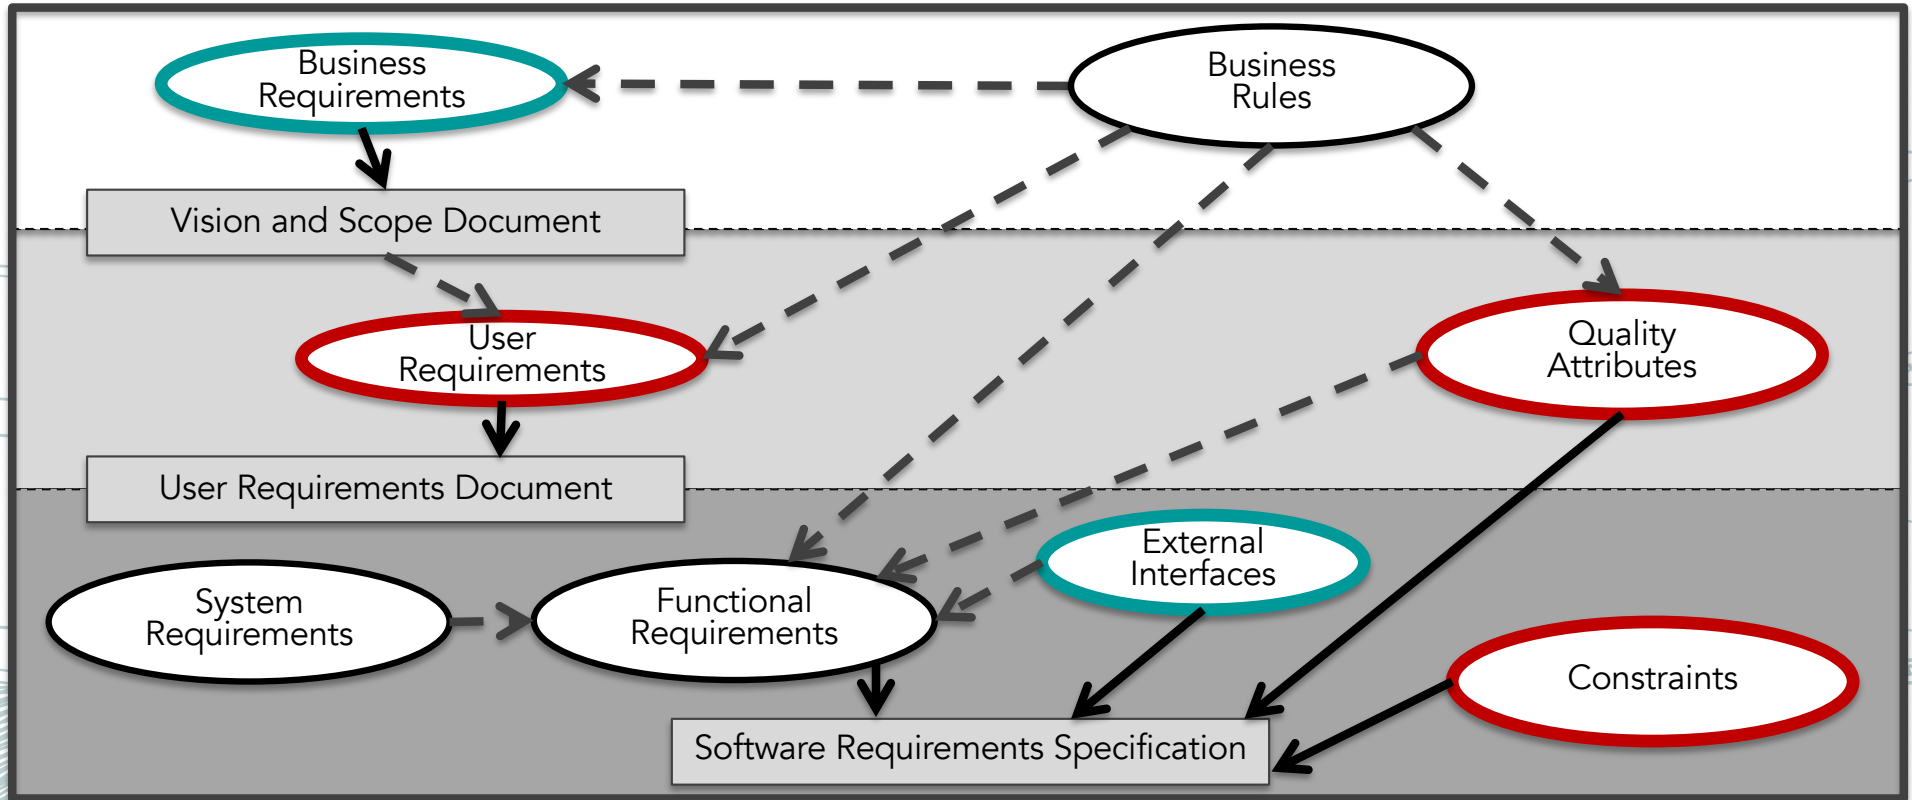 Business
Requirements
Business
Rules
Vision and Scope Document
User
Requirements
Quality
Attributes
User Requirements Document
External
Interfaces
System
Requirements
Functional
Requirements
Constraints
Software Requirements Specification